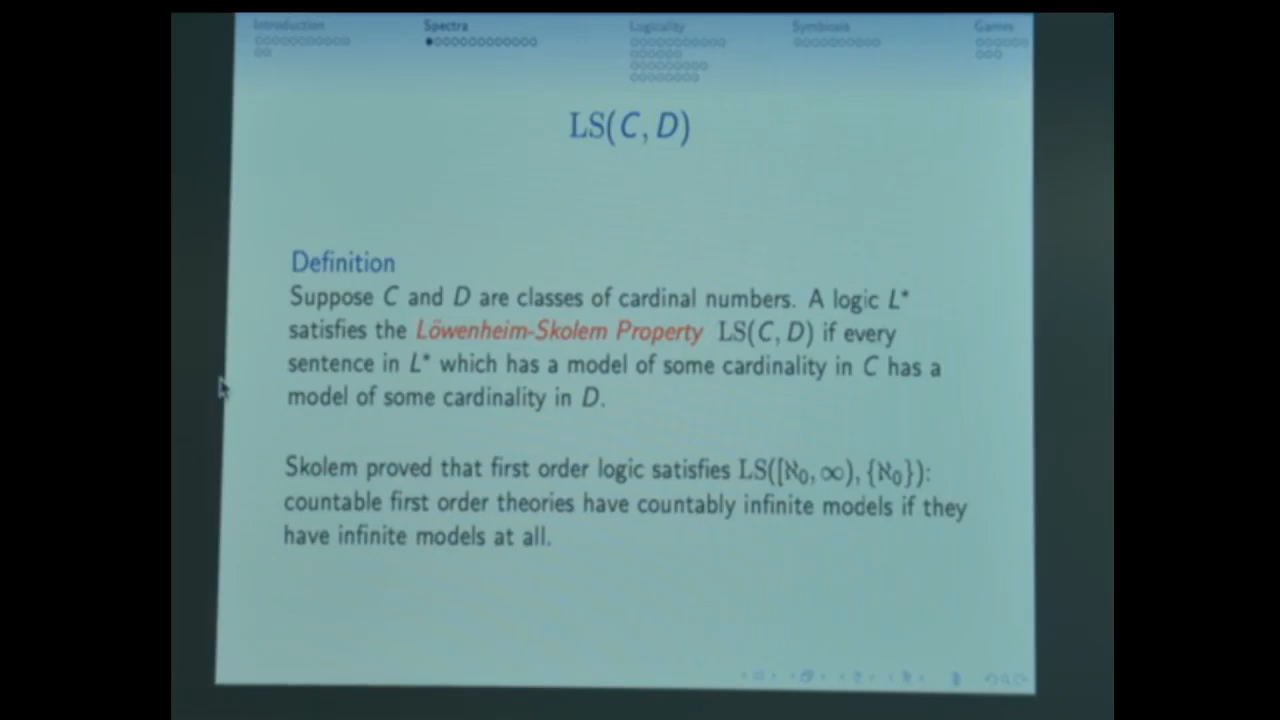 Introduction Spectra Logicality Symbiosis Games
LS(C, D)
Definition
Suppose C and D are classes of cardinal numbers. A logic L*
satisfies the Löwenheim-Skolem Property LS(C, D) if every
sentence in L* which has a model of some cardinality in C has a
model of some cardinality in D.
Skolem proved that first order logic satisfies LS([ℵ₀, ∞), {ℵ₀}):
countable first order theories have countably infinite models if they
have infinite models at all.